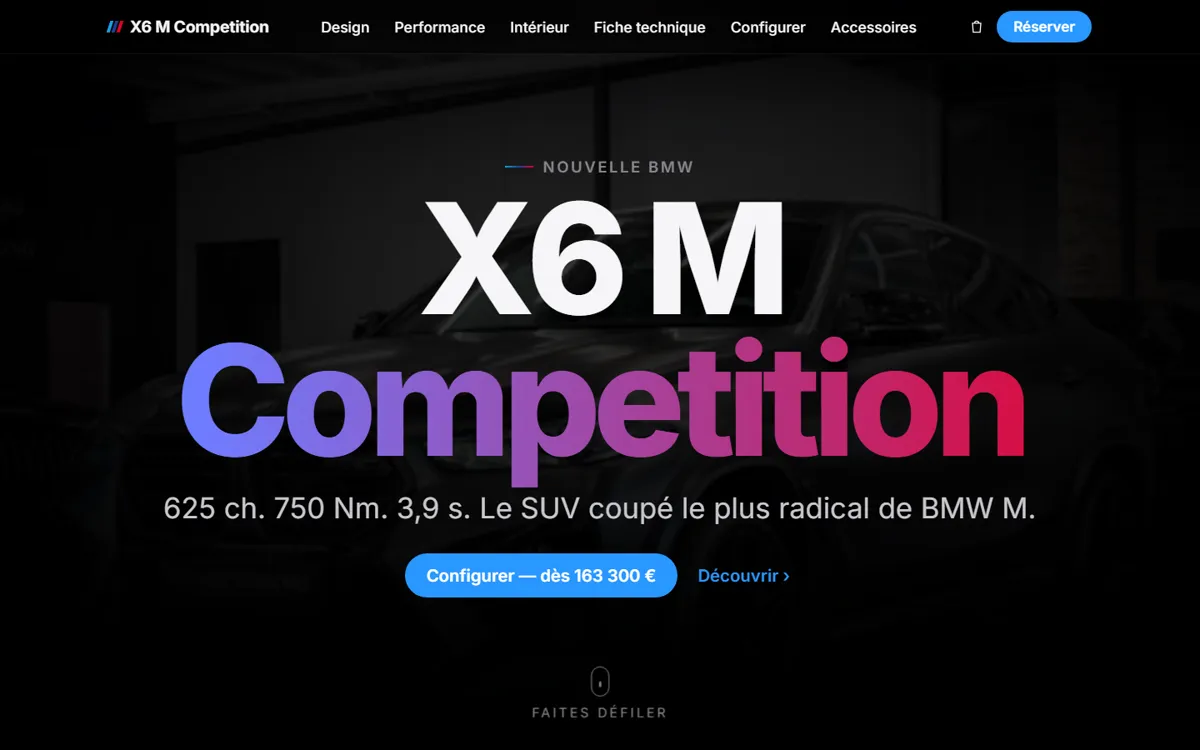 X6 M Competition
Design
Performance
Intérieur
Fiche technique
Configurer
Accessoires
Réserver
NOUVELLE BMW
X6 M
Competition
625 ch. 750 Nm. 3,9 s. Le SUV coupé le plus radical de BMW M.
Configurer — dès 163 300 €
Découvrir ›
FAITES DÉFILER